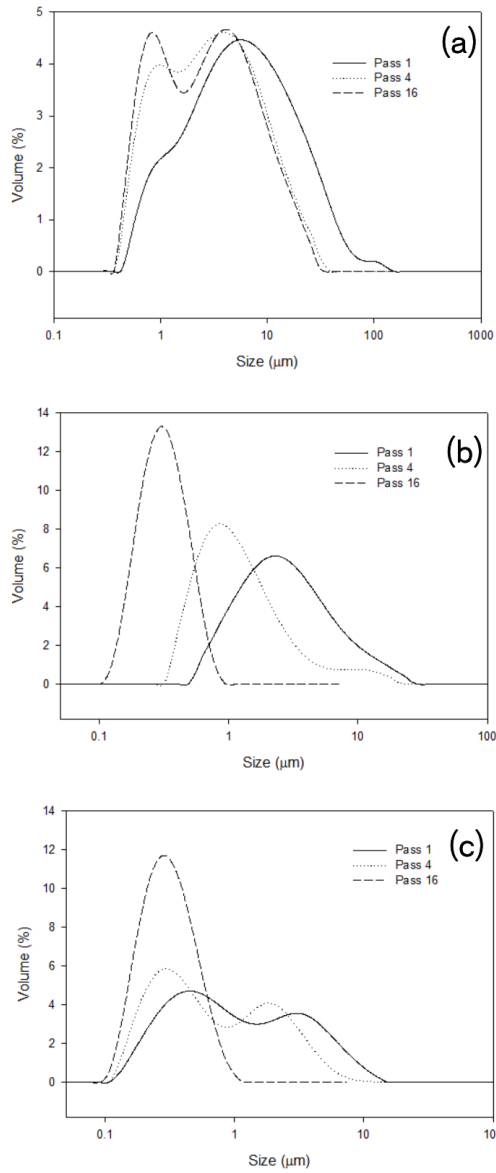 (a)
Pass 1
Pass 4
Pass 16
5
4
3
2
1
0
Volume (%)
0.1 1 10 100 1000
Size (μm)
(b)
Pass 1
Pass 4
Pass 16
14
12
10
8
6
4
2
0
Volume (%)
0.1 1 10 100
Size (μm)
(c)
Pass 1
Pass 4
Pass 16
14
12
10
8
6
4
2
0
Volume (%)
0.1 1 10 10
Size (μm)